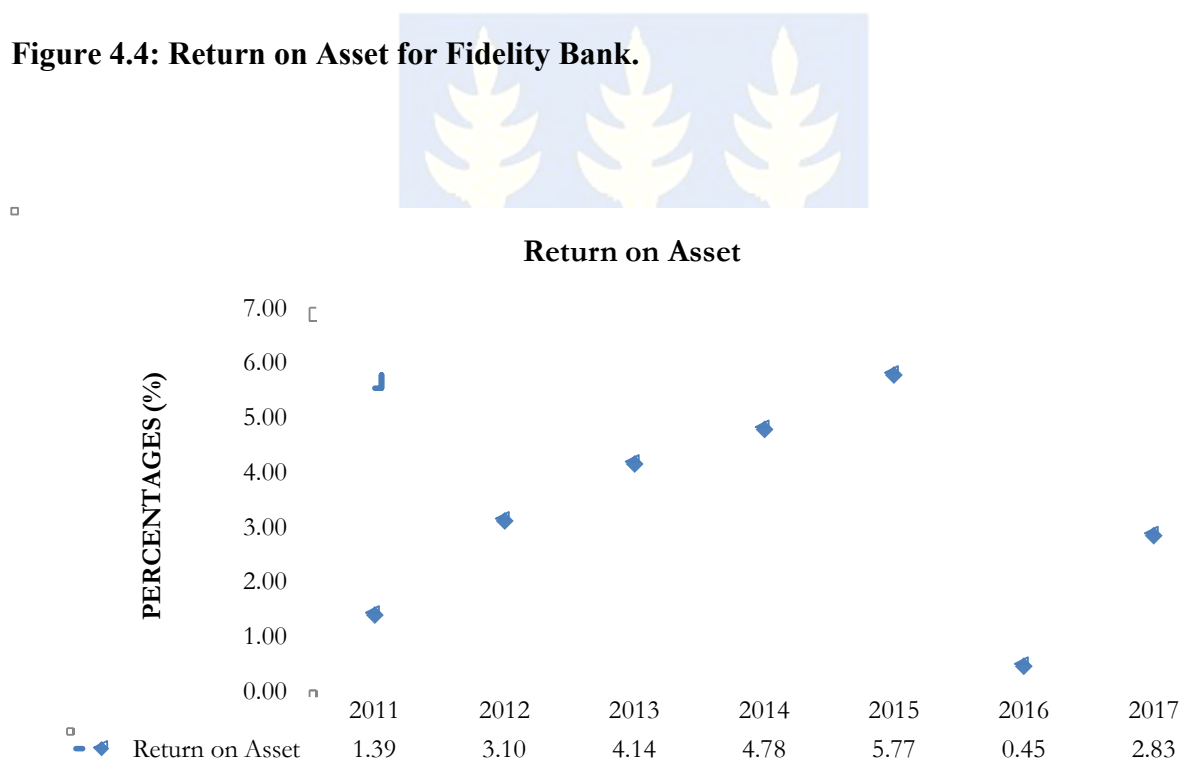 Figure 4.4: Return on Asset for Fidelity Bank.
Return on Asset
PERCENTAGES (%)
7.00
6.00
5.00
4.00
3.00
2.00
1.00
0.00
2011 2012 2013 2014 2015 2016 2017
Return on Asset 1.39 3.10 4.14 4.78 5.77 0.45 2.83